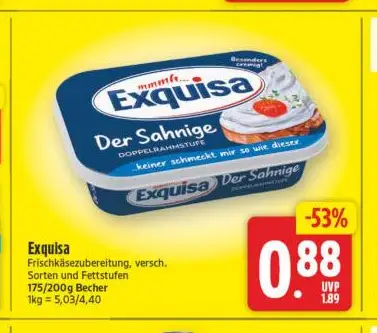 Besonders
cremig!
mmmh...
Exquisa
Der Sahnige
DOPPELRAHMSTUFE
...keiner schmeckt mir so wie dieser
Exquisa Der Sahnige
DOPPELRAHMSTUFE
-53%
Exquisa
Frischkäsezubereitung, versch.
Sorten und Fettstufen
175/200g Becher
1kg = 5,03/4,40
0.88
UVP
1.89